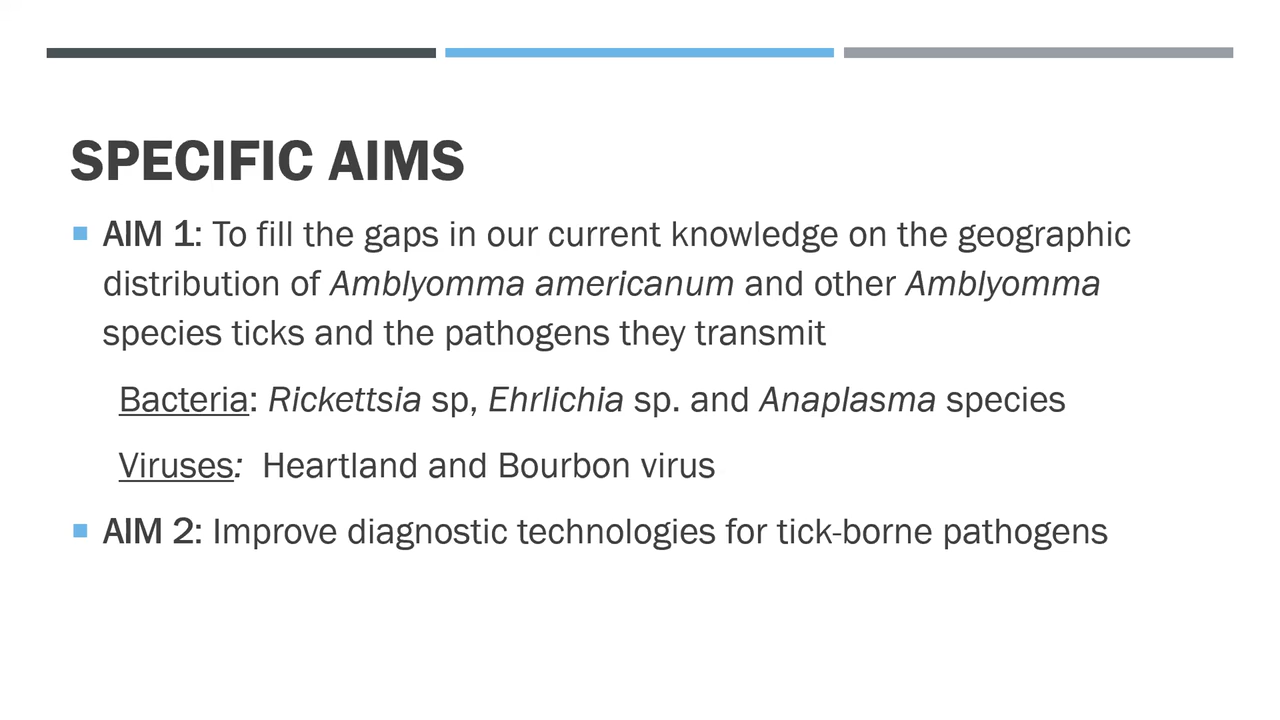 SPECIFIC AIMS
AIM 1: To fill the gaps in our current knowledge on the geographic
distribution of Amblyomma americanum and other Amblyomma
species ticks and the pathogens they transmit
Bacteria: Rickettsia sp, Ehrlichia sp. and Anaplasma species
Viruses: Heartland and Bourbon virus
AIM 2: Improve diagnostic technologies for tick-borne pathogens